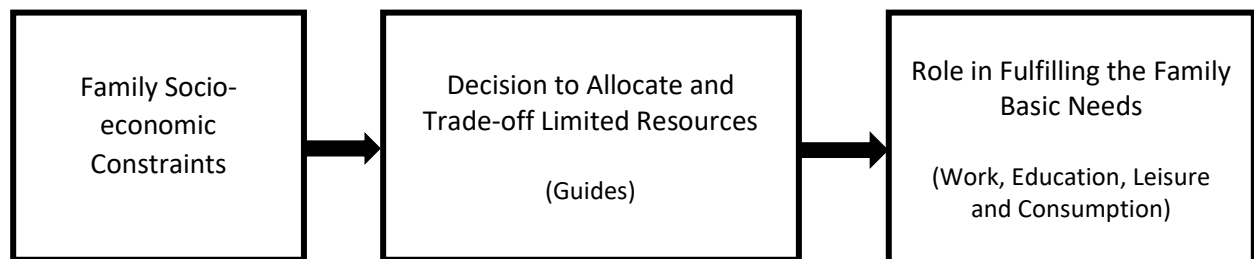 Family Socio-
economic
Constraints
Decision to Allocate and
Trade-off Limited Resources
(Guides)
Role in Fulfilling the Family
Basic Needs
(Work, Education, Leisure
and Consumption)